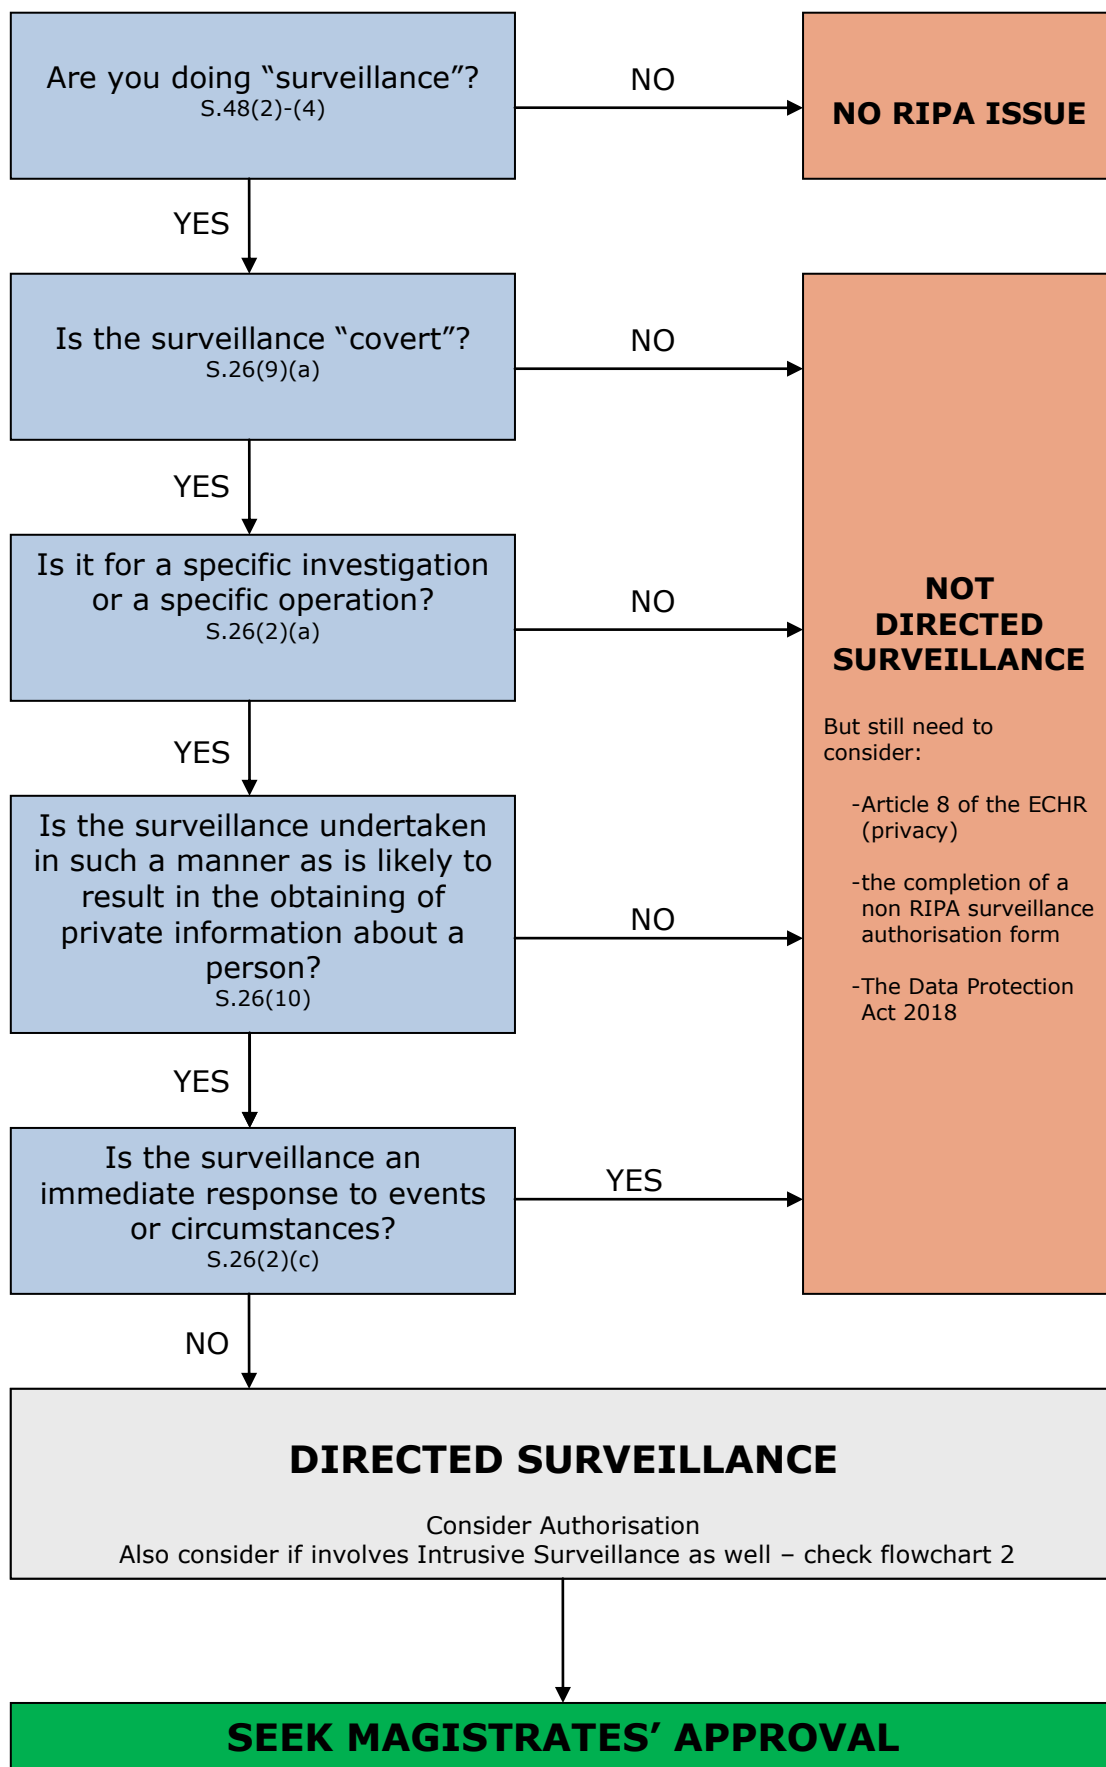 Are you doing “surveillance”?
S.48(2)-(4)
NO
NO RIPA ISSUE
YES
Is the surveillance “covert”?
S.26(9)(a)
NO
YES
Is it for a specific investigation
or a specific operation?
S.26(2)(a)
NO
YES
Is the surveillance undertaken
in such a manner as is likely to
result in the obtaining of
private information about a
person?
S.26(10)
NO
YES
Is the surveillance an
immediate response to events
or circumstances?
S.26(2)(c)
YES
NO
NOT
DIRECTED
SURVEILLANCE
But still need to
consider:
-Article 8 of the ECHR
(privacy)
-the completion of a
non RIPA surveillance
authorisation form
-The Data Protection
Act 2018
DIRECTED SURVEILLANCE
Consider Authorisation
Also consider if involves Intrusive Surveillance as well – check flowchart 2
SEEK MAGISTRATES’ APPROVAL